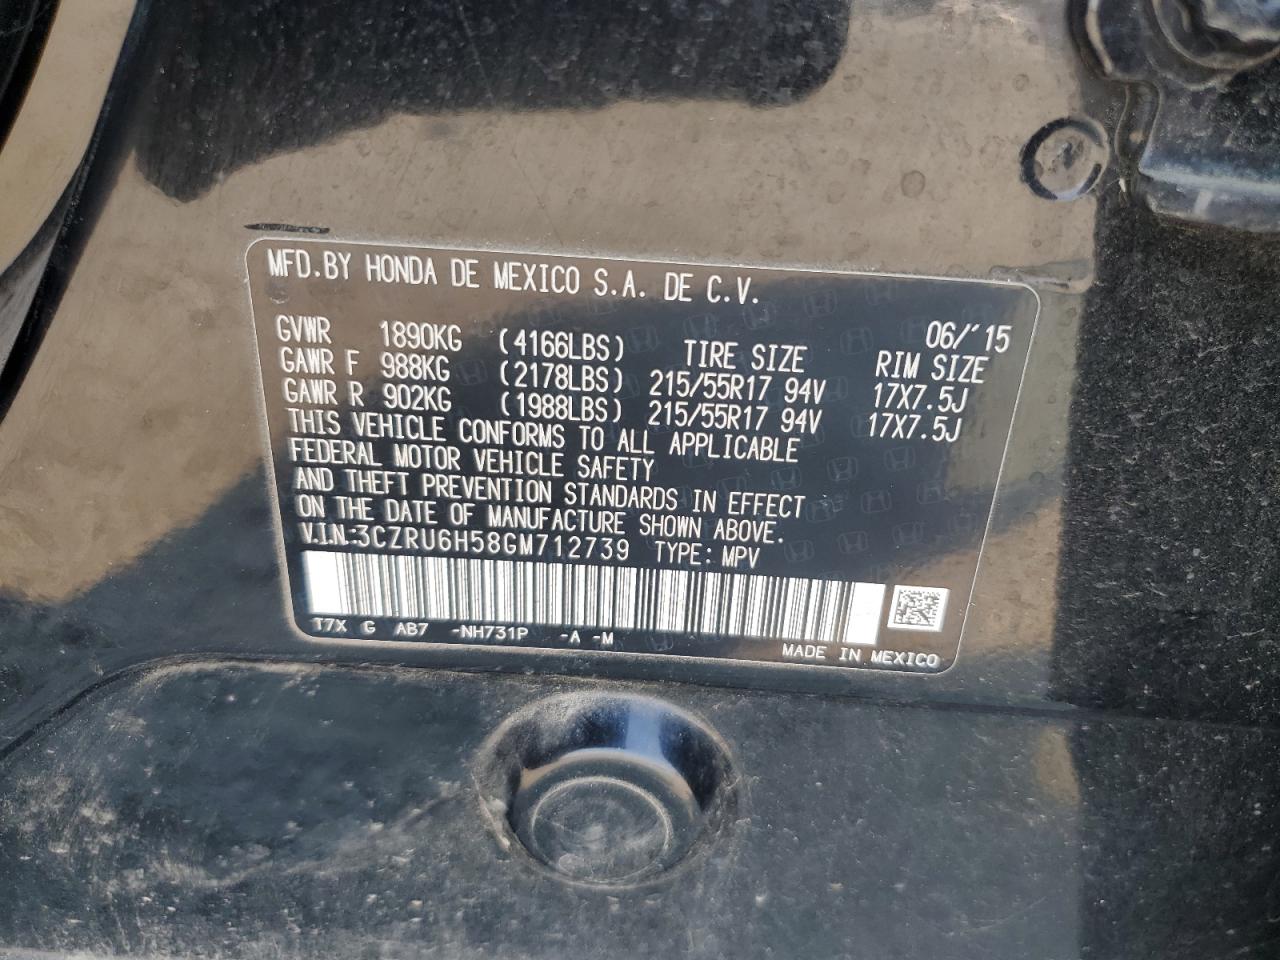 MFD.BY HONDA DE MEXICO S.A. DE C.V.
06/'15
GVWR 1890KG (4166LBS) TIRE SIZE RIM SIZE
GAWR F 988KG (2178LBS) 215/55R17 94V 17X7.5J
GAWR R 902KG (1988LBS) 215/55R17 94V 17X7.5J
THIS VEHICLE CONFORMS TO ALL APPLICABLE
FEDERAL MOTOR VEHICLE SAFETY
AND THEFT PREVENTION STANDARDS IN EFFECT
ON THE DATE OF MANUFACTURE SHOWN ABOVE.
V.I.N.:3CZRU6H58GM712739 TYPE: MPV
T7X G AB7 -NH731P -A -M
MADE IN MEXICO